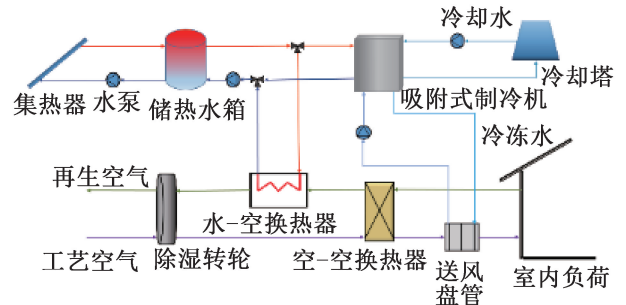 冷却水
集热器
水泵
储热水箱
吸附式制冷机
冷却塔
冷冻水
再生空气
水-空换热器
工艺空气
除湿转轮
空-空换热器
送风
盘管
室内负荷